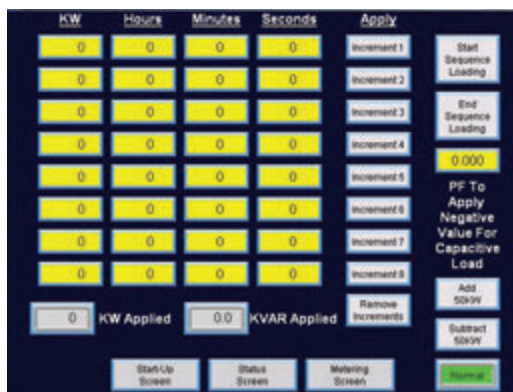 KW Hours Minutes Seconds Apply
0 0 0 0 Increment 1
0 0 0 0 Increment 2
0 0 0 0 Increment 3
0 0 0 0 Increment 4
0 0 0 0 Increment 5
0 0 0 0 Increment 6
0 0 0 0 Increment 7
0 0 0 0 Increment 8
0 KW Applied 0.0 KVAR Applied
Remove
Increments
Start-Up
Screen
Status
Screen
Metering
Screen
Start
Sequence
Loading
End
Sequence
Loading
0.000
PF To
Apply
Negative
Value For
Capacitive
Load
Add
50kW
Subtract
50kW
Normal